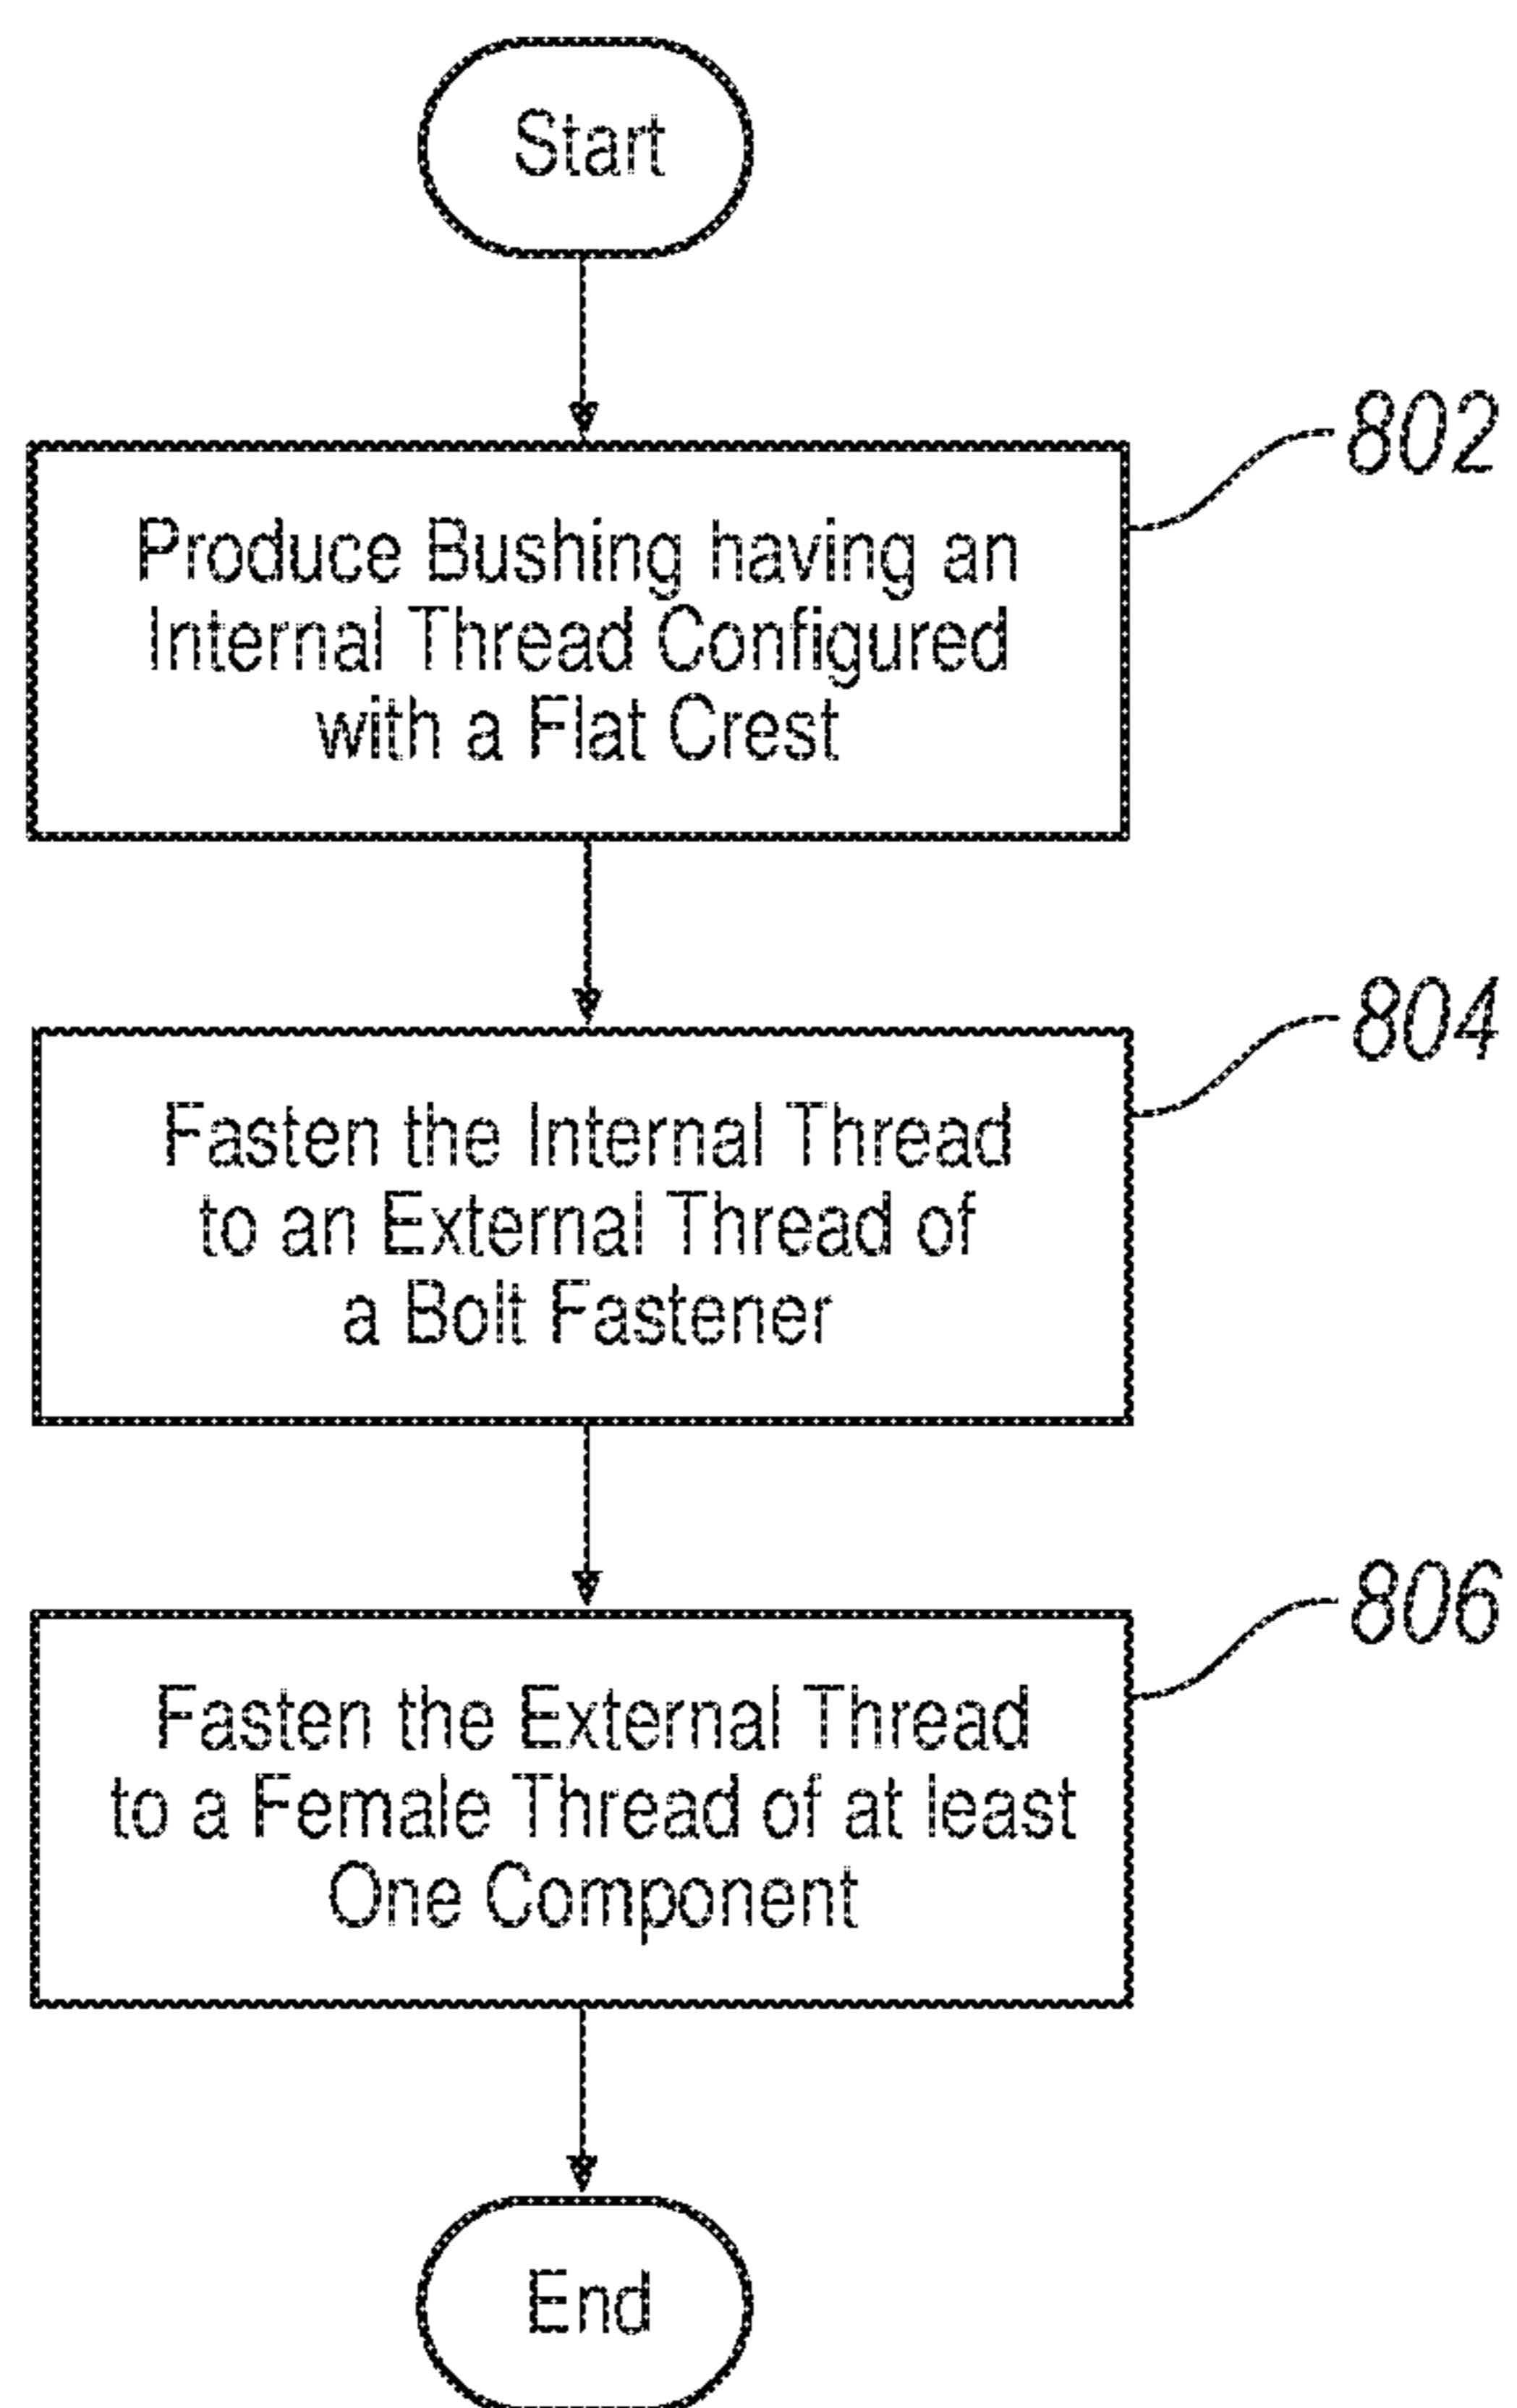 Start
802
Produce Bushing having an
Internal Thread Configured
with a Flat Crest
804
Fasten the Internal Thread
to an External Thread of
a Bolt Fastener
806
Fasten the External Thread
to a Female Thread of at least
One Component
End